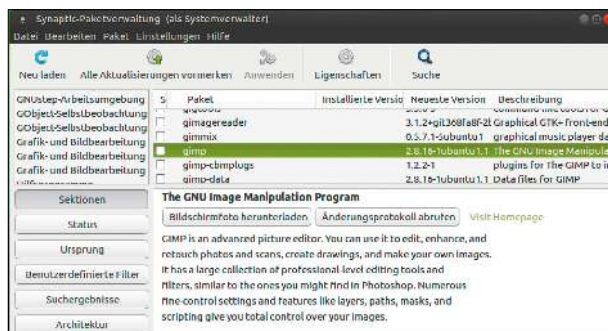 Synaptic-Paketverwaltung (als Systemverwalter)
Datei Bearbeiten Paket Einstellungen Hilfe
Neu laden Alle Aktualisierungen vormerken Anwenden Eigenschaften Suche
GNUstep-Arbeitsumgebung
GObject-Selbstbeobachtung
GObject-Selbstbeobachtung
Grafik- und Bildbearbeitung
Grafik- und Bildbearbeitung
Grafik- und Bildbearbeitung
S Paket Installierte Versio Neueste Version Beschreibung
gimagereader 3.1.2+git368fa8f-2b Graphical GTK+ front-end
gimmix 0.5.7.1-5ubuntu1 graphical music player da
gimp 2.8.16-1ubuntu1.1 The GNU Image Manipula
gimp-cbmplugs 1.2.2-1 plugins for The GIMP to im
gimp-data 2.8.16-1ubuntu1.1 Data files for GIMP
Sektionen
Status
Ursprung
Benutzerdefinierte Filter
Suchergebnisse
Architektur
The GNU Image Manipulation Program
Bildschirmfoto herunterladen Änderungsprotokoll abrufen Visit Homepage
GIMP is an advanced picture editor. You can use it to edit, enhance, and
retouch photos and scans, create drawings, and make your own images.
It has a large collection of professional-level editing tools and
filters, similar to the ones you might find in Photoshop. Numerous
fine-control settings and features like layers, paths, masks, and
scripting give you total control over your images.